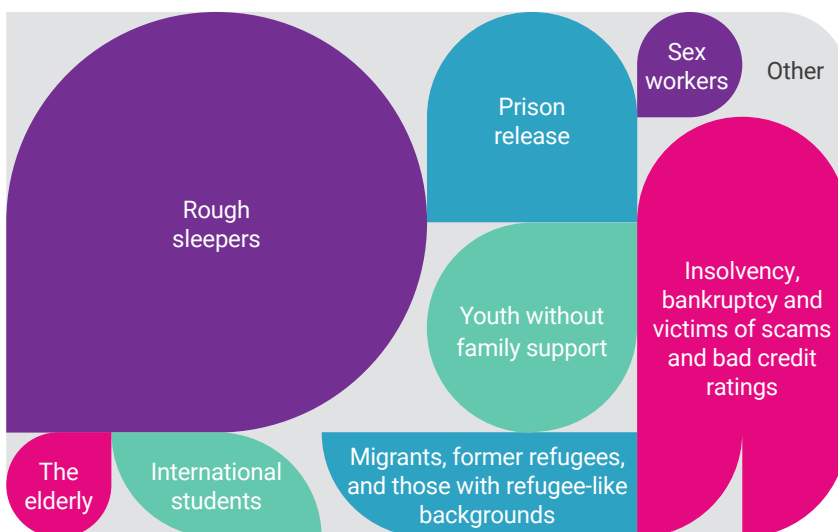 Sex
workers
Other
Prison
release
Rough
sleepers
Youth without
family support
Insolvency,
bankruptcy and
victims of scams
and bad credit
ratings
The
elderly
International
students
Migrants, former refugees,
and those with refugee-like
backgrounds